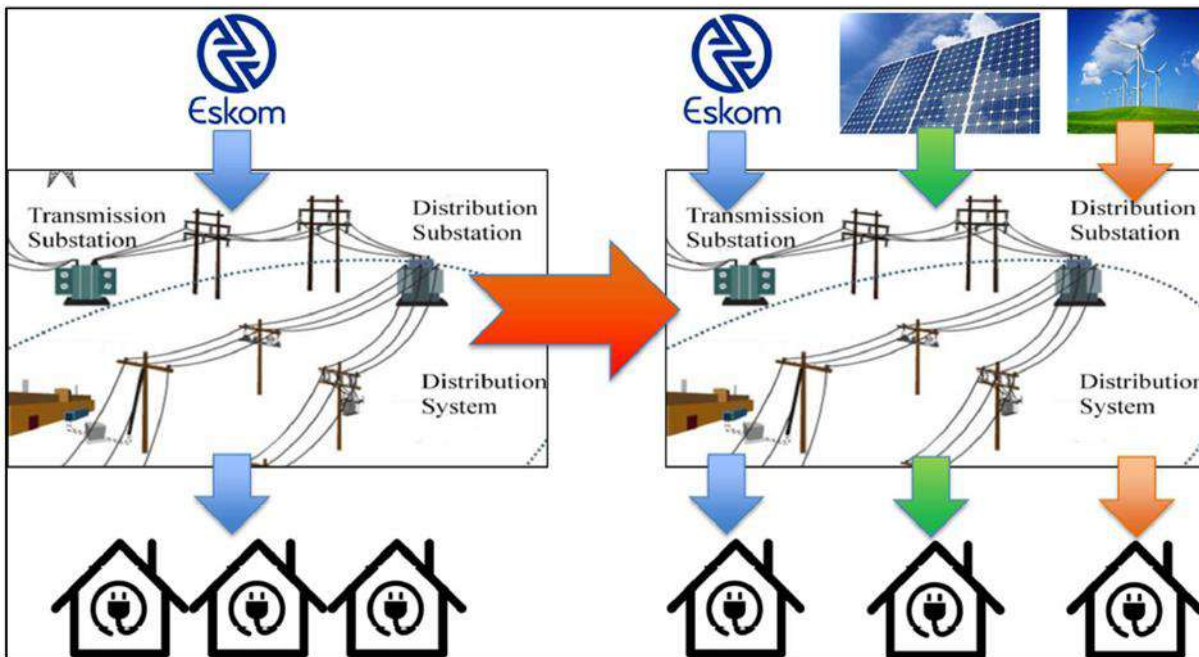 Eskom
Transmission
Substation
Distribution
Substation
Distribution
System
Eskom
Transmission
Substation
Distribution
Substation
Distribution
System